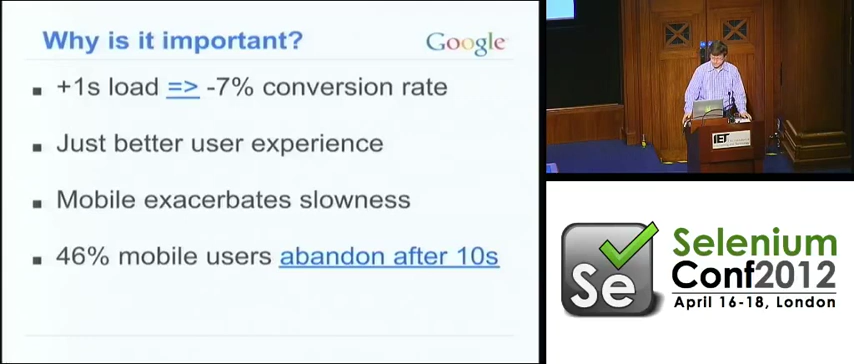 Why is it important?
Google
+1s load => -7% conversion rate
Just better user experience
Mobile exacerbates slowness
46% mobile users abandon after 10s
IET
Se
Selenium
Conf2012
April 16-18, London